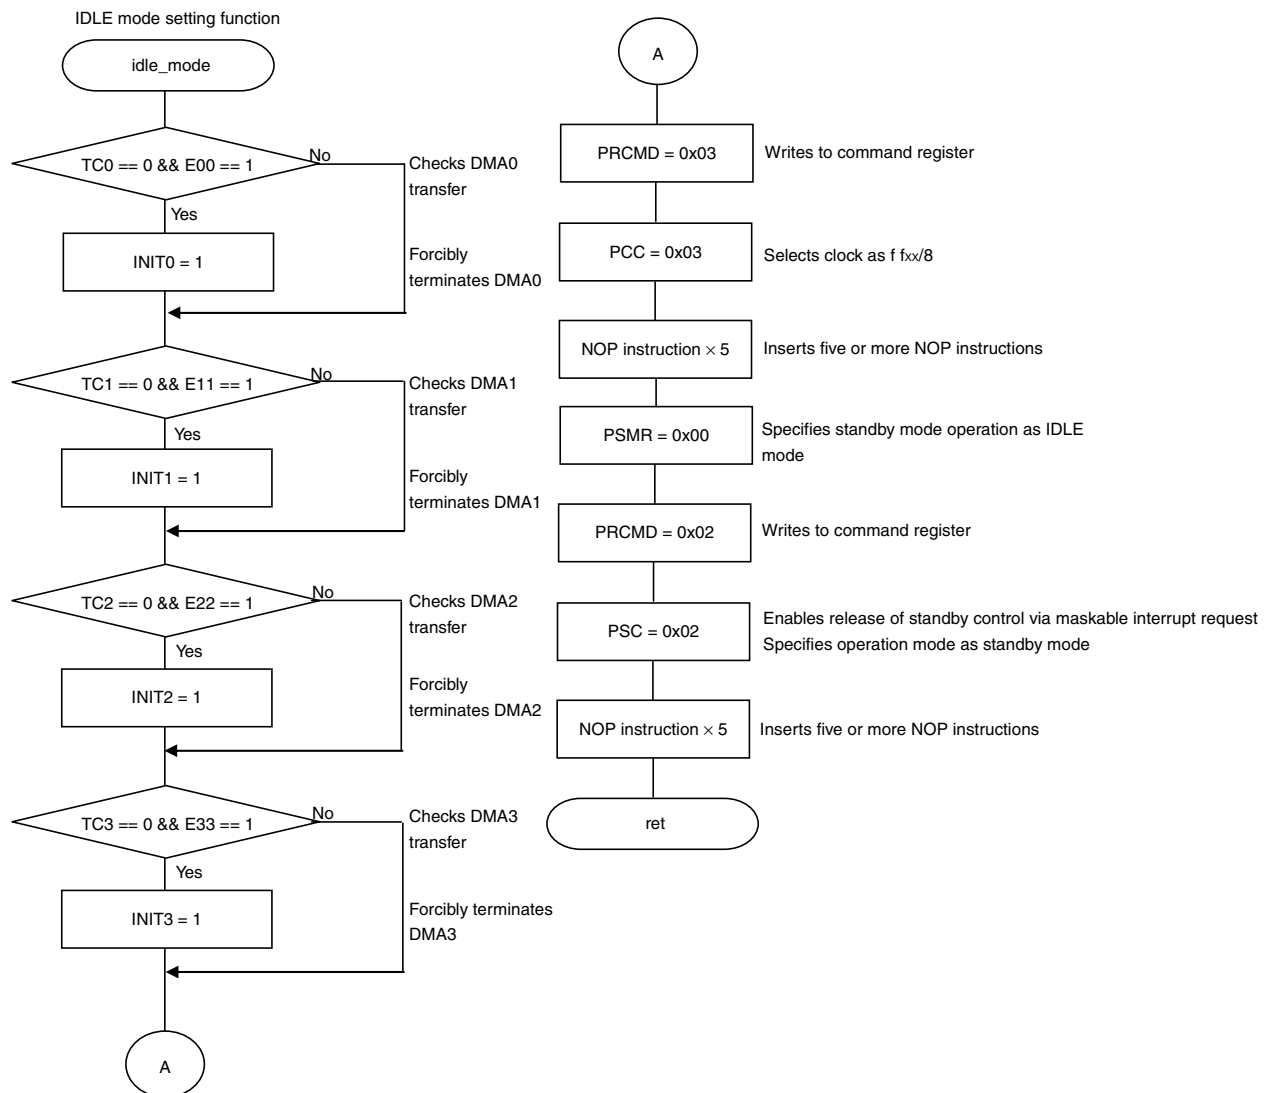 IDLE mode setting function
idle_mode
TC0 == 0 && E00 == 1
No
Checks DMA0
transfer
Yes
INIT0 = 1
Forcibly
terminates DMA0
TC1 == 0 && E11 == 1
No
Checks DMA1
transfer
Yes
INIT1 = 1
Forcibly
terminates DMA1
TC2 == 0 && E22 == 1
No
Checks DMA2
transfer
Yes
INIT2 = 1
Forcibly
terminates DMA2
TC3 == 0 && E33 == 1
No
Checks DMA3
transfer
Yes
INIT3 = 1
Forcibly terminates
DMA3
A
A
PRCMD = 0x03
Writes to command register
PCC = 0x03
Selects clock as f fxx/8
NOP instruction × 5
Inserts five or more NOP instructions
PSMR = 0x00
Specifies standby mode operation as IDLE
mode
PRCMD = 0x02
Writes to command register
PSC = 0x02
Enables release of standby control via maskable interrupt request
Specifies operation mode as standby mode
NOP instruction × 5
Inserts five or more NOP instructions
ret